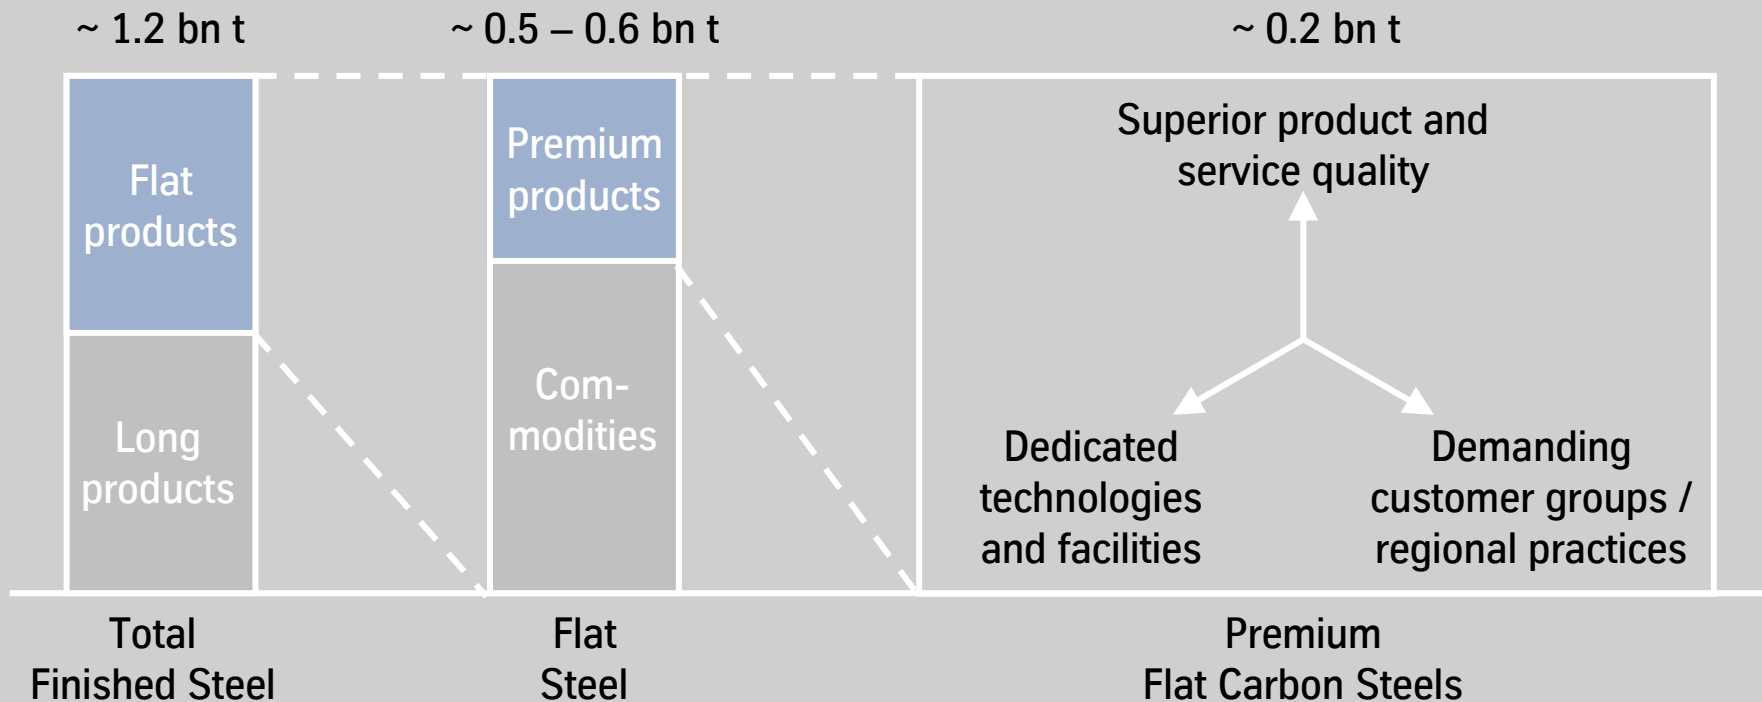 ~ 1.2 bn t
~ 0.5 – 0.6 bn t
~ 0.2 bn t
Flat
products
Long
products
Premium
products
Com-
modities
Superior product and
service quality
Dedicated
technologies
and facilities
Demanding
customer groups /
regional practices
Total
Finished Steel
Flat
Steel
Premium
Flat Carbon Steels